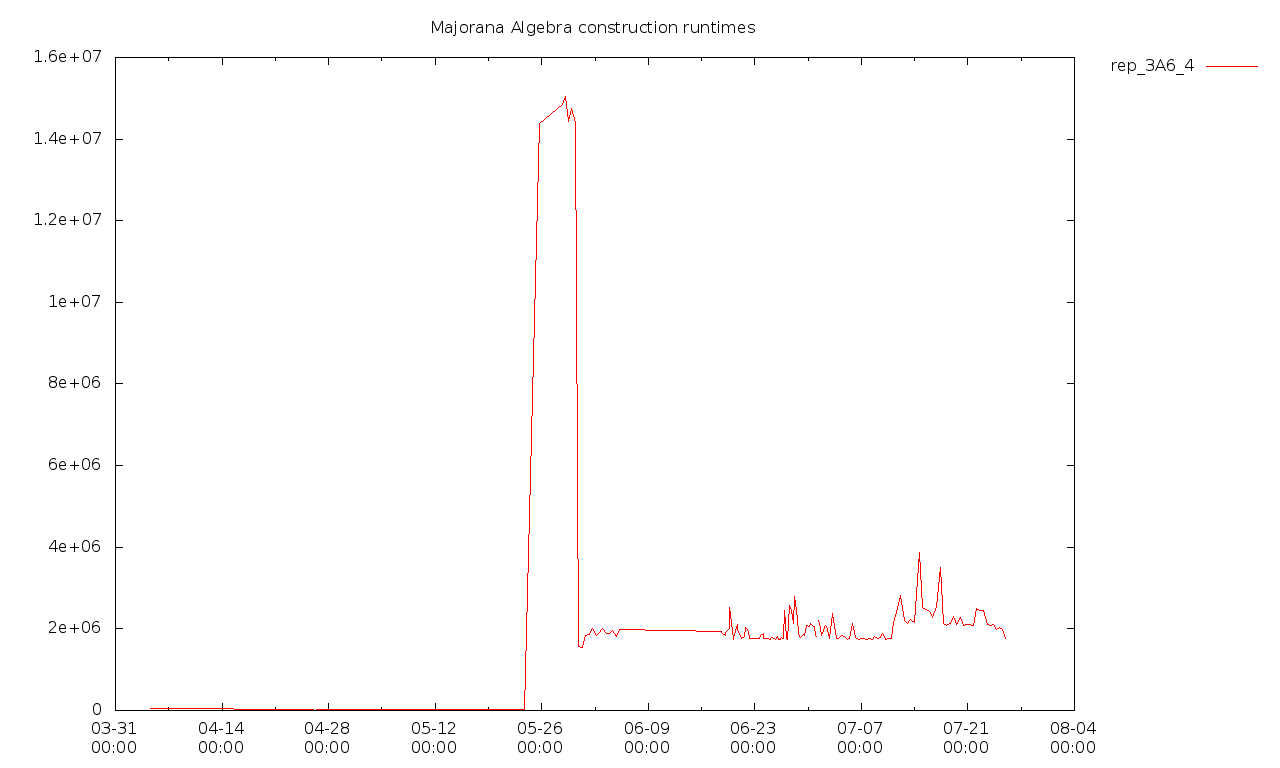 Majorana Algebra construction runtimes
rep_3A6_4
1.6e+07
1.4e+07
1.2e+07
1e+07
8e+06
6e+06
4e+06
2e+06
0
03-31 04-14 04-28 05-12 05-26 06-09 06-23 07-07 07-21 08-04
00:00 00:00 00:00 00:00 00:00 00:00 00:00 00:00 00:00 00:00